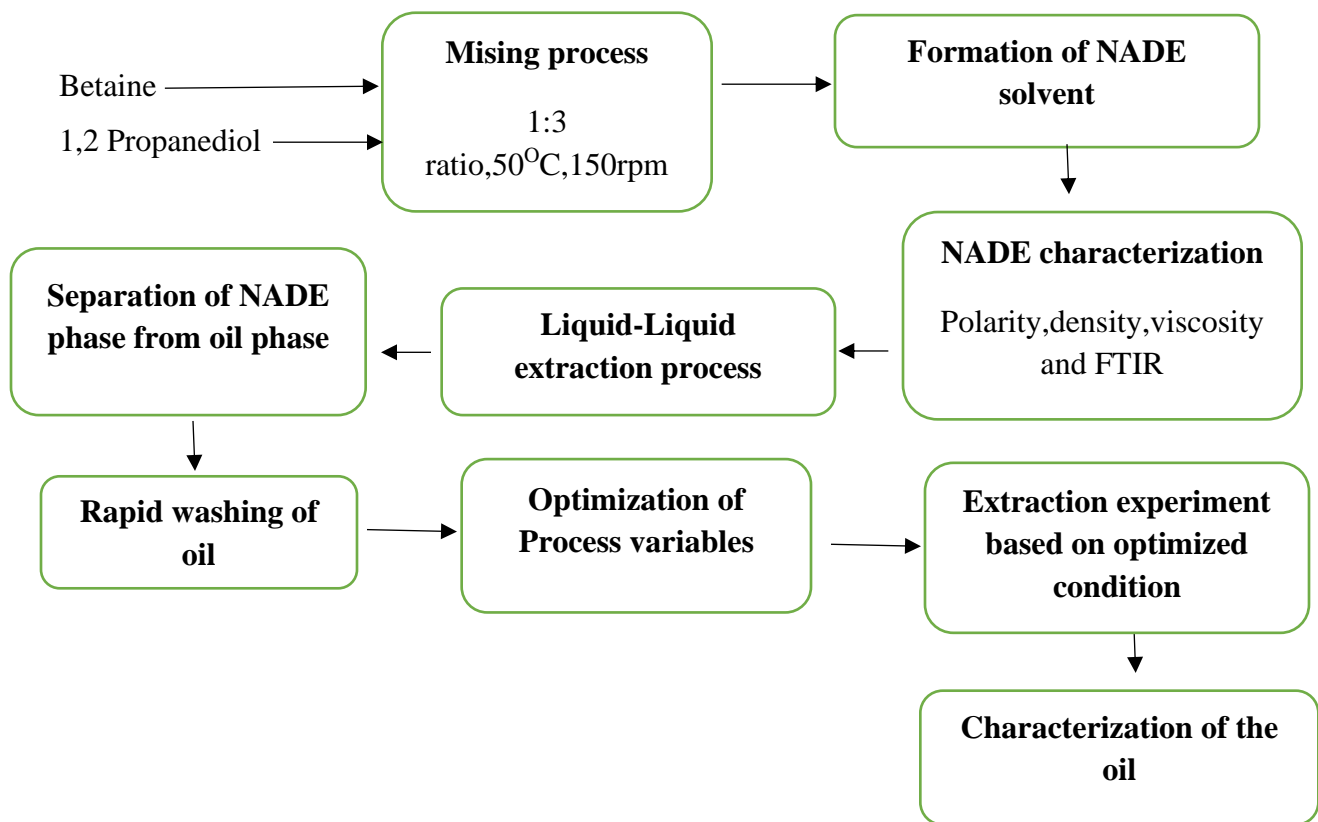 Betaine
1,2 Propanediol
Mising process
1:3
ratio,50ᴼC,150rpm
Formation of NADE
solvent
NADE characterization
Polarity,density,viscosity
and FTIR
Liquid-Liquid
extraction process
Separation of NADE
phase from oil phase
Rapid washing of
oil
Optimization of
Process variables
Extraction experiment
based on optimized
condition
Characterization of the
oil